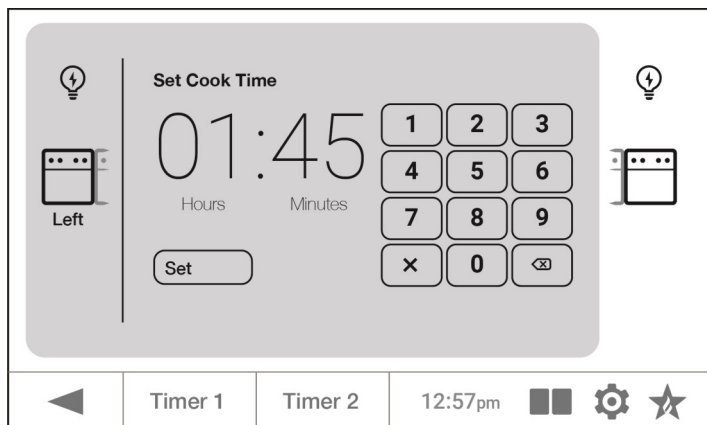 Set Cook Time
01:45
Hours Minutes
Left
Set
1 2 3
4 5 6
7 8 9
× 0
Timer 1 Timer 2 12:57pm